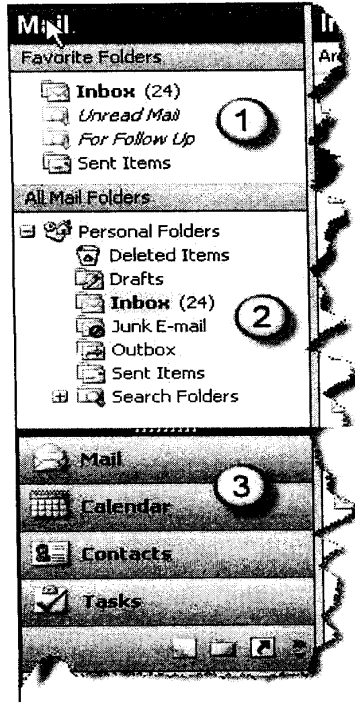 Mail
Favorite Folders
Inbox (24)
Unread Mail
For Follow Up
Sent Items
1
All Mail Folders
Personal Folders
Deleted Items
Drafts
Inbox (24)
Junk E-mail
Outbox
Sent Items
Search Folders
2
Mail
Calendar
3
Contacts
Tasks